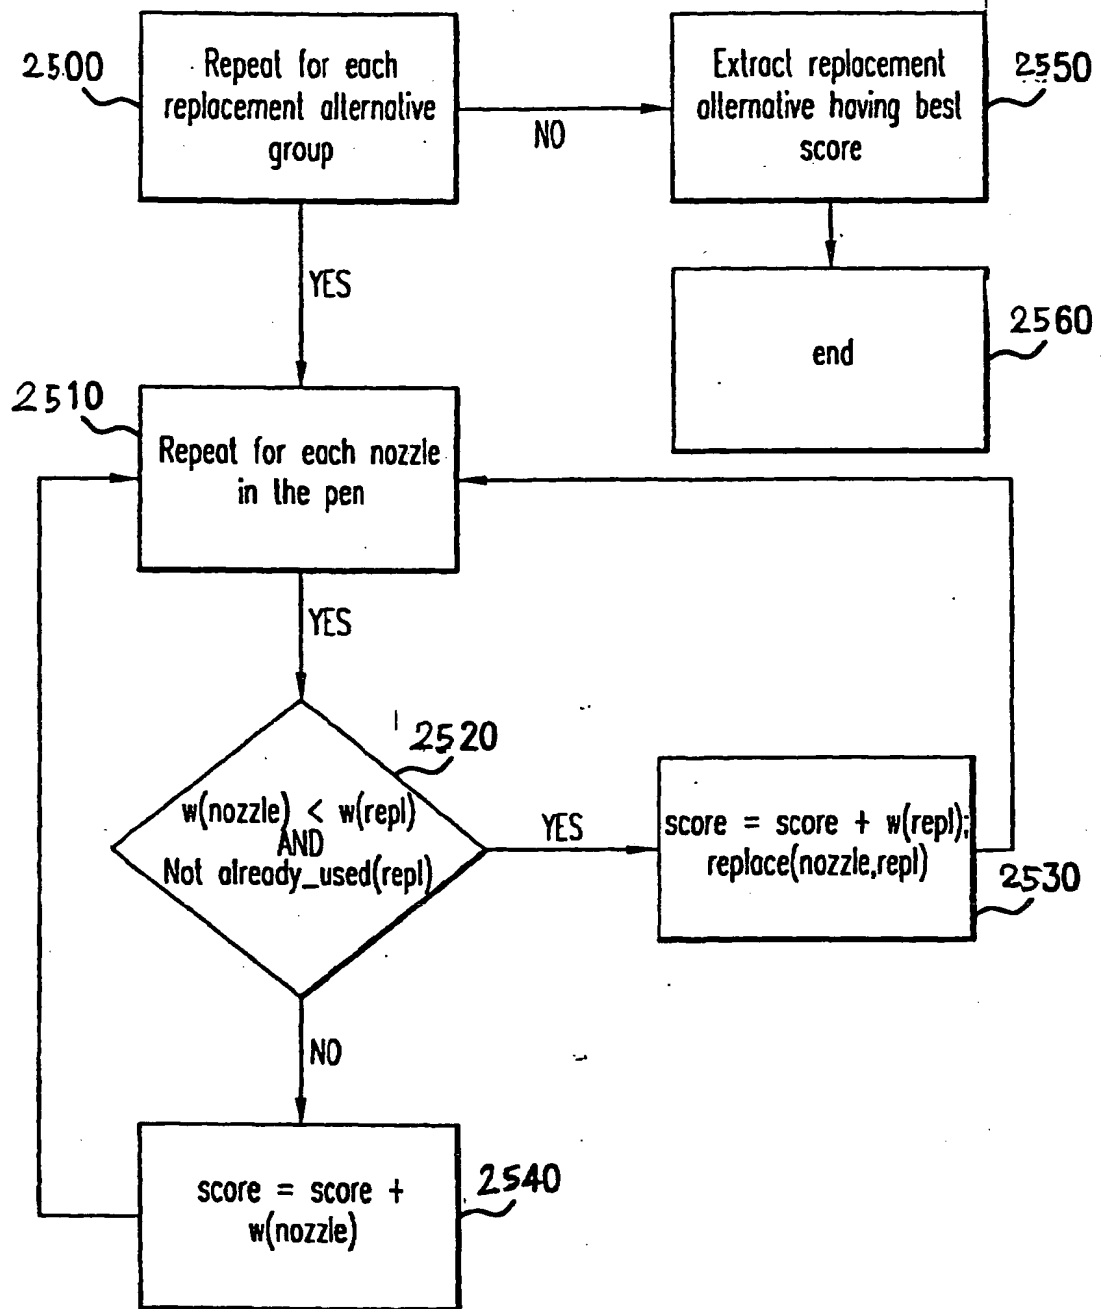 2500
Repeat for each
replacement alternative
group
NO
Extract replacement
alternative having best
score
2550
YES
end
2560
2510
Repeat for each nozzle
in the pen
YES
2520
w(nozzle) < w(repl)
AND
Not already_used(repl)
YES
score = score + w(repl);
replace(nozzle,repl)
2530
NO
score = score +
w(nozzle)
2540